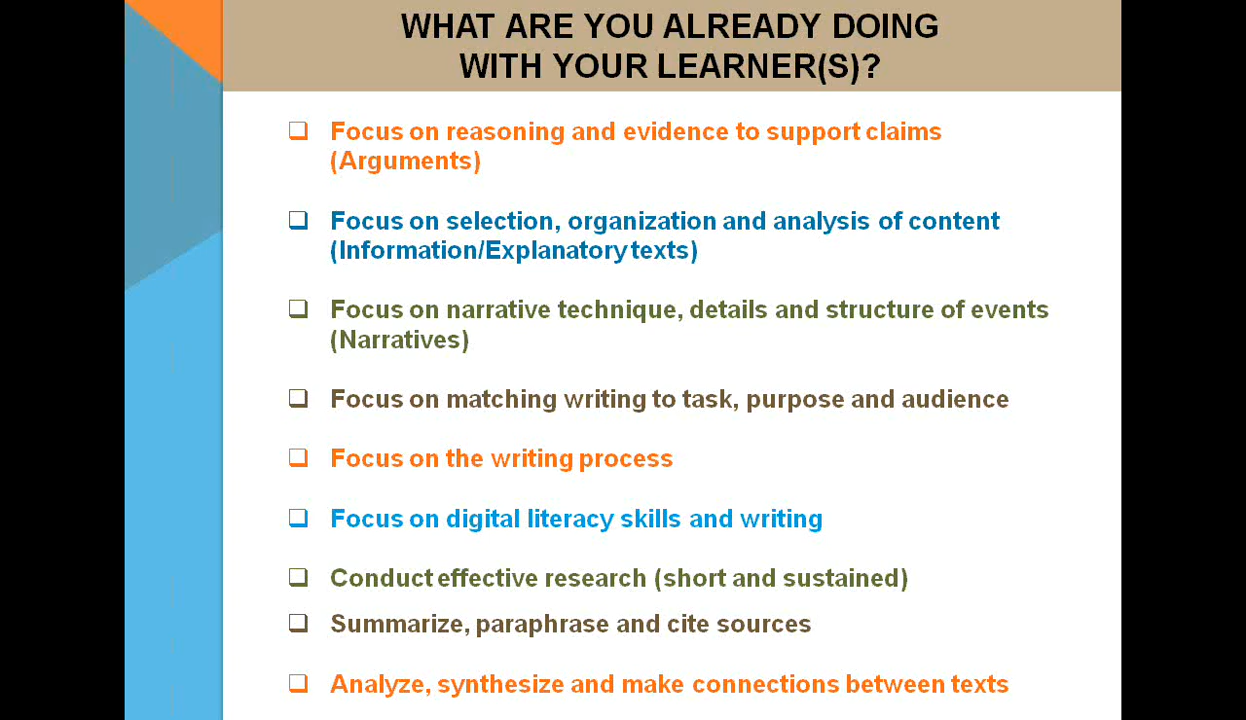 WHAT ARE YOU ALREADY DOING
WITH YOUR LEARNER(S)?
Focus on reasoning and evidence to support claims
(Arguments)
Focus on selection, organization and analysis of content
(Information/Explanatory texts)
Focus on narrative technique, details and structure of events
(Narratives)
Focus on matching writing to task, purpose and audience
Focus on the writing process
Focus on digital literacy skills and writing
Conduct effective research (short and sustained)
Summarize, paraphrase and cite sources
Analyze, synthesize and make connections between texts